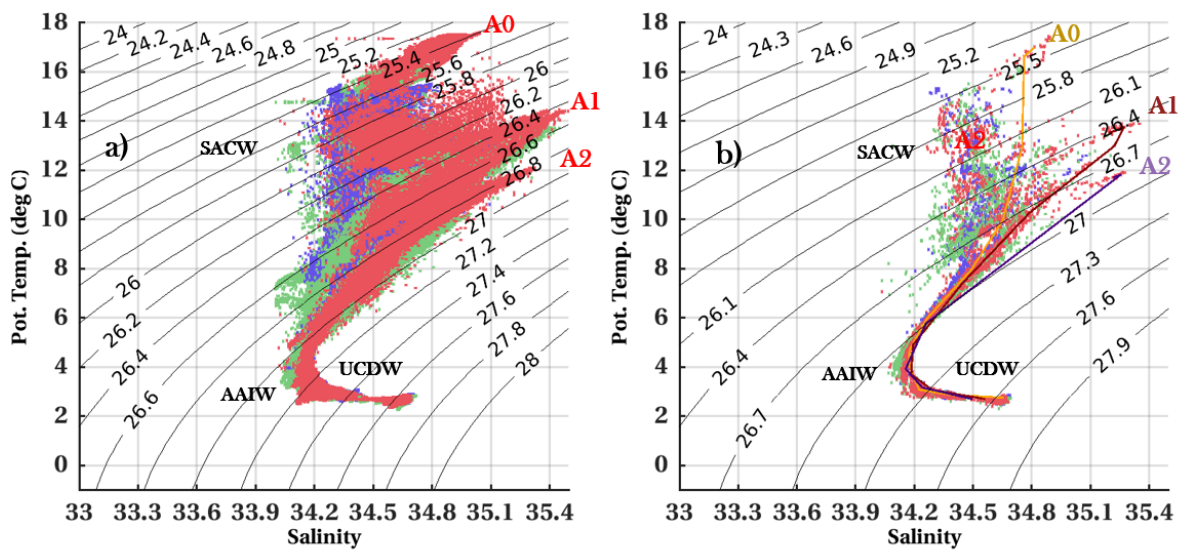 18
16
14
12
10
8
6
4
2
0
Pot. Temp. (deg C)
33 33.3 33.6 33.9 34.2 34.5 34.8 35.1 35.4
Salinity
a)
A0
A1
A2
SACW
AAIW
UCDW
24
24.2
24.4
24.6
24.8
25
25.2
25.4
25.6
25.8
26
26.2
26.4
26.6
26.8
27
27.2
27.4
27.6
27.8
28
26
26.2
26.4
26.6
18
16
14
12
10
8
6
4
2
0
Pot. Temp. (deg C)
33 33.3 33.6 33.9 34.2 34.5 34.8 35.1 35.4
Salinity
b)
A0
A1
A2
A2
SACW
AAIW
UCDW
24
24.3
24.6
24.9
25.2
25.5
25.8
26.1
26.4
26.7
27
27.3
27.6
27.9
26.1
26.4
26.7